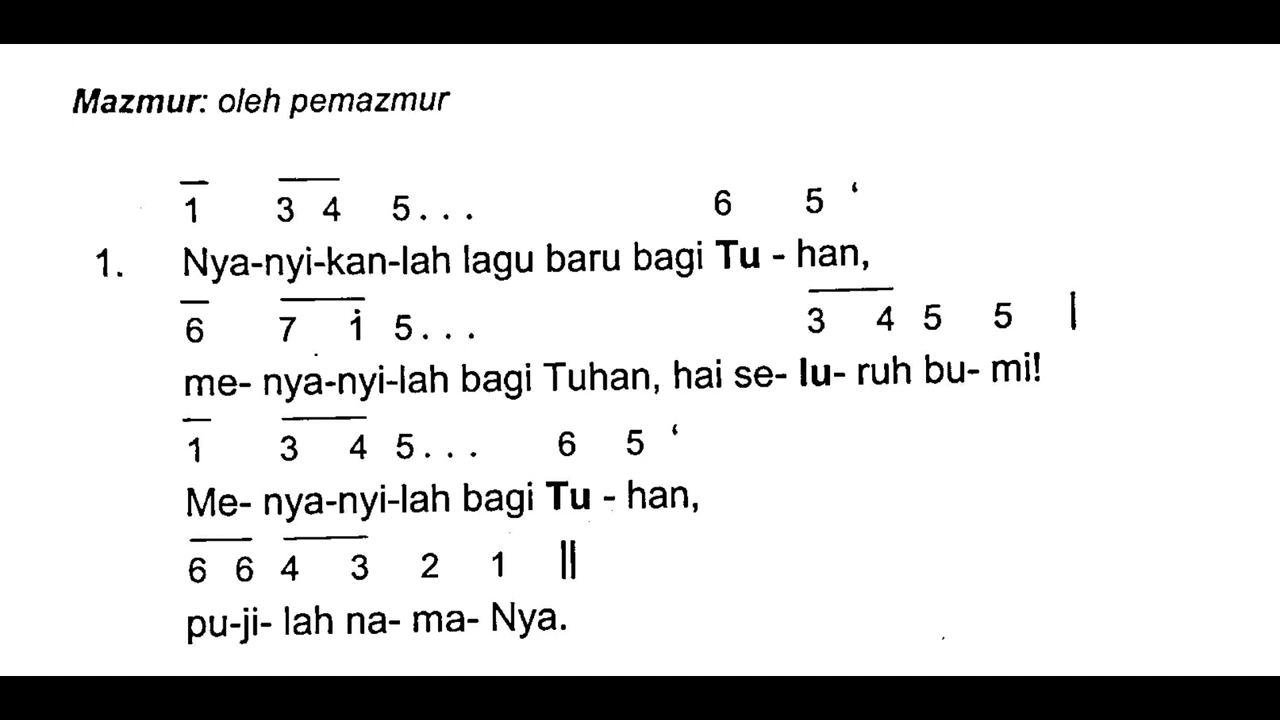 Mazmur: oleh pemazmur
1 3 4 5... 6 5 ‘
1. Nya-nyi-kan-lah lagu baru bagi Tu - han,
6 7 i 5... 3 4 5 5 |
me- nya-nyi-lah bagi Tuhan, hai se- lu- ruh bu- mi!
1 3 4 5... 6 5 ‘
Me- nya-nyi-lah bagi Tu - han,
6 6 4 3 2 1 ||
pu-ji- lah na- ma- Nya.